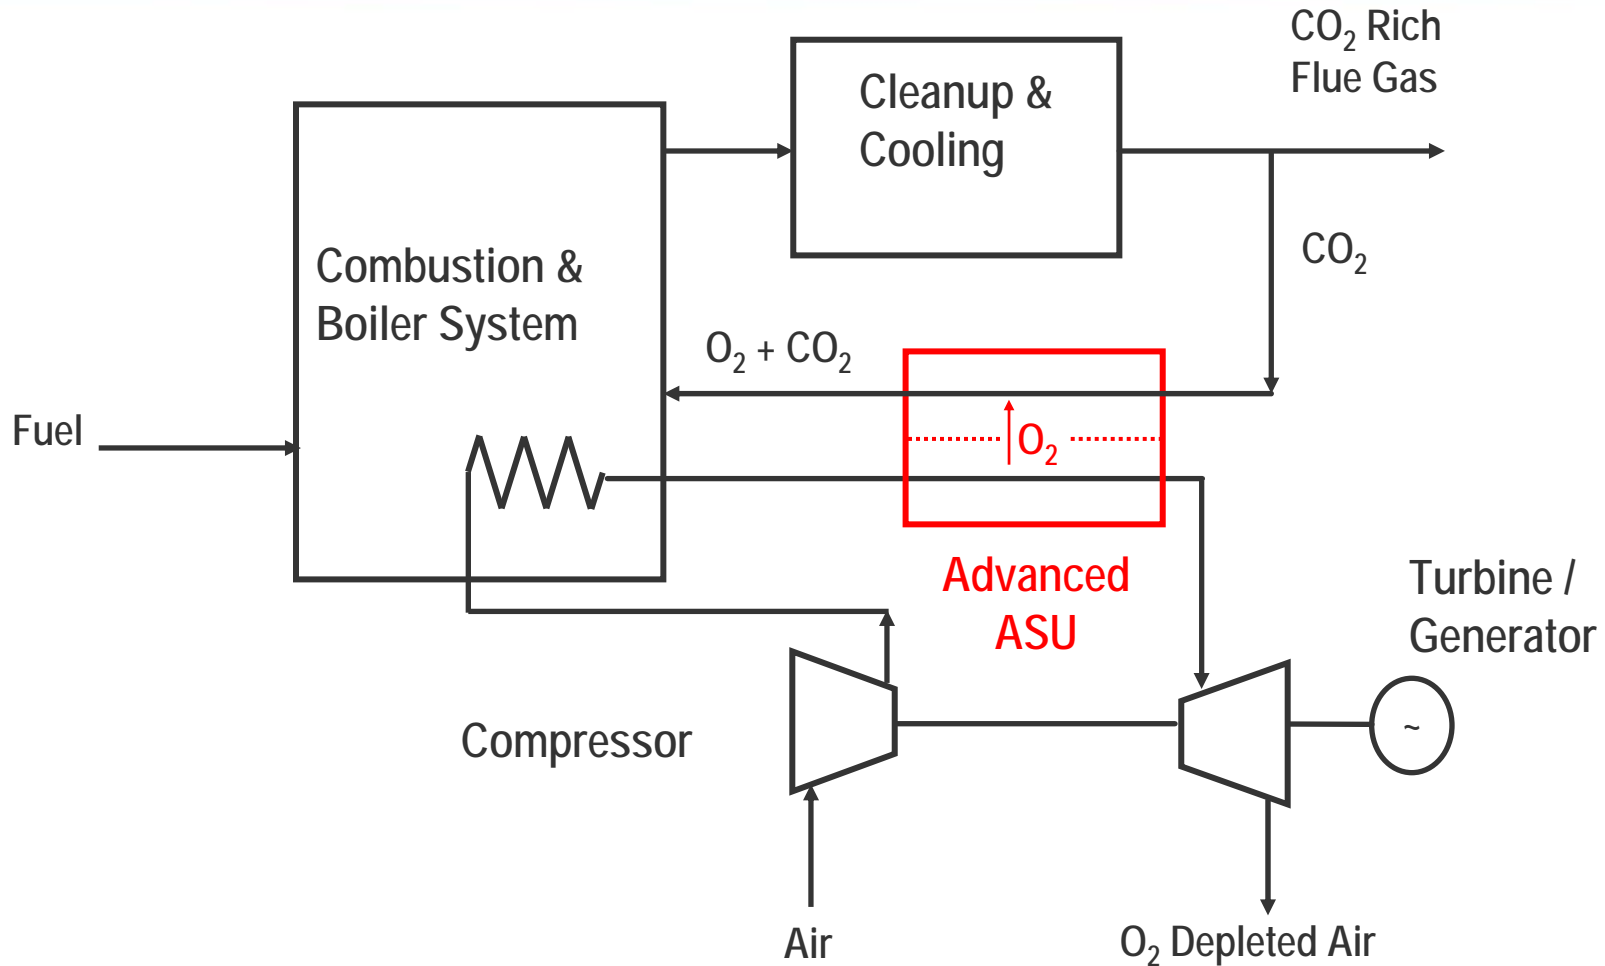 CO₂ Rich
Flue Gas
Cleanup &
Cooling
CO₂
Combustion &
Boiler System
O₂ + CO₂
Fuel
O₂
Advanced
ASU
Turbine /
Generator
~
Compressor
Air
O₂ Depleted Air